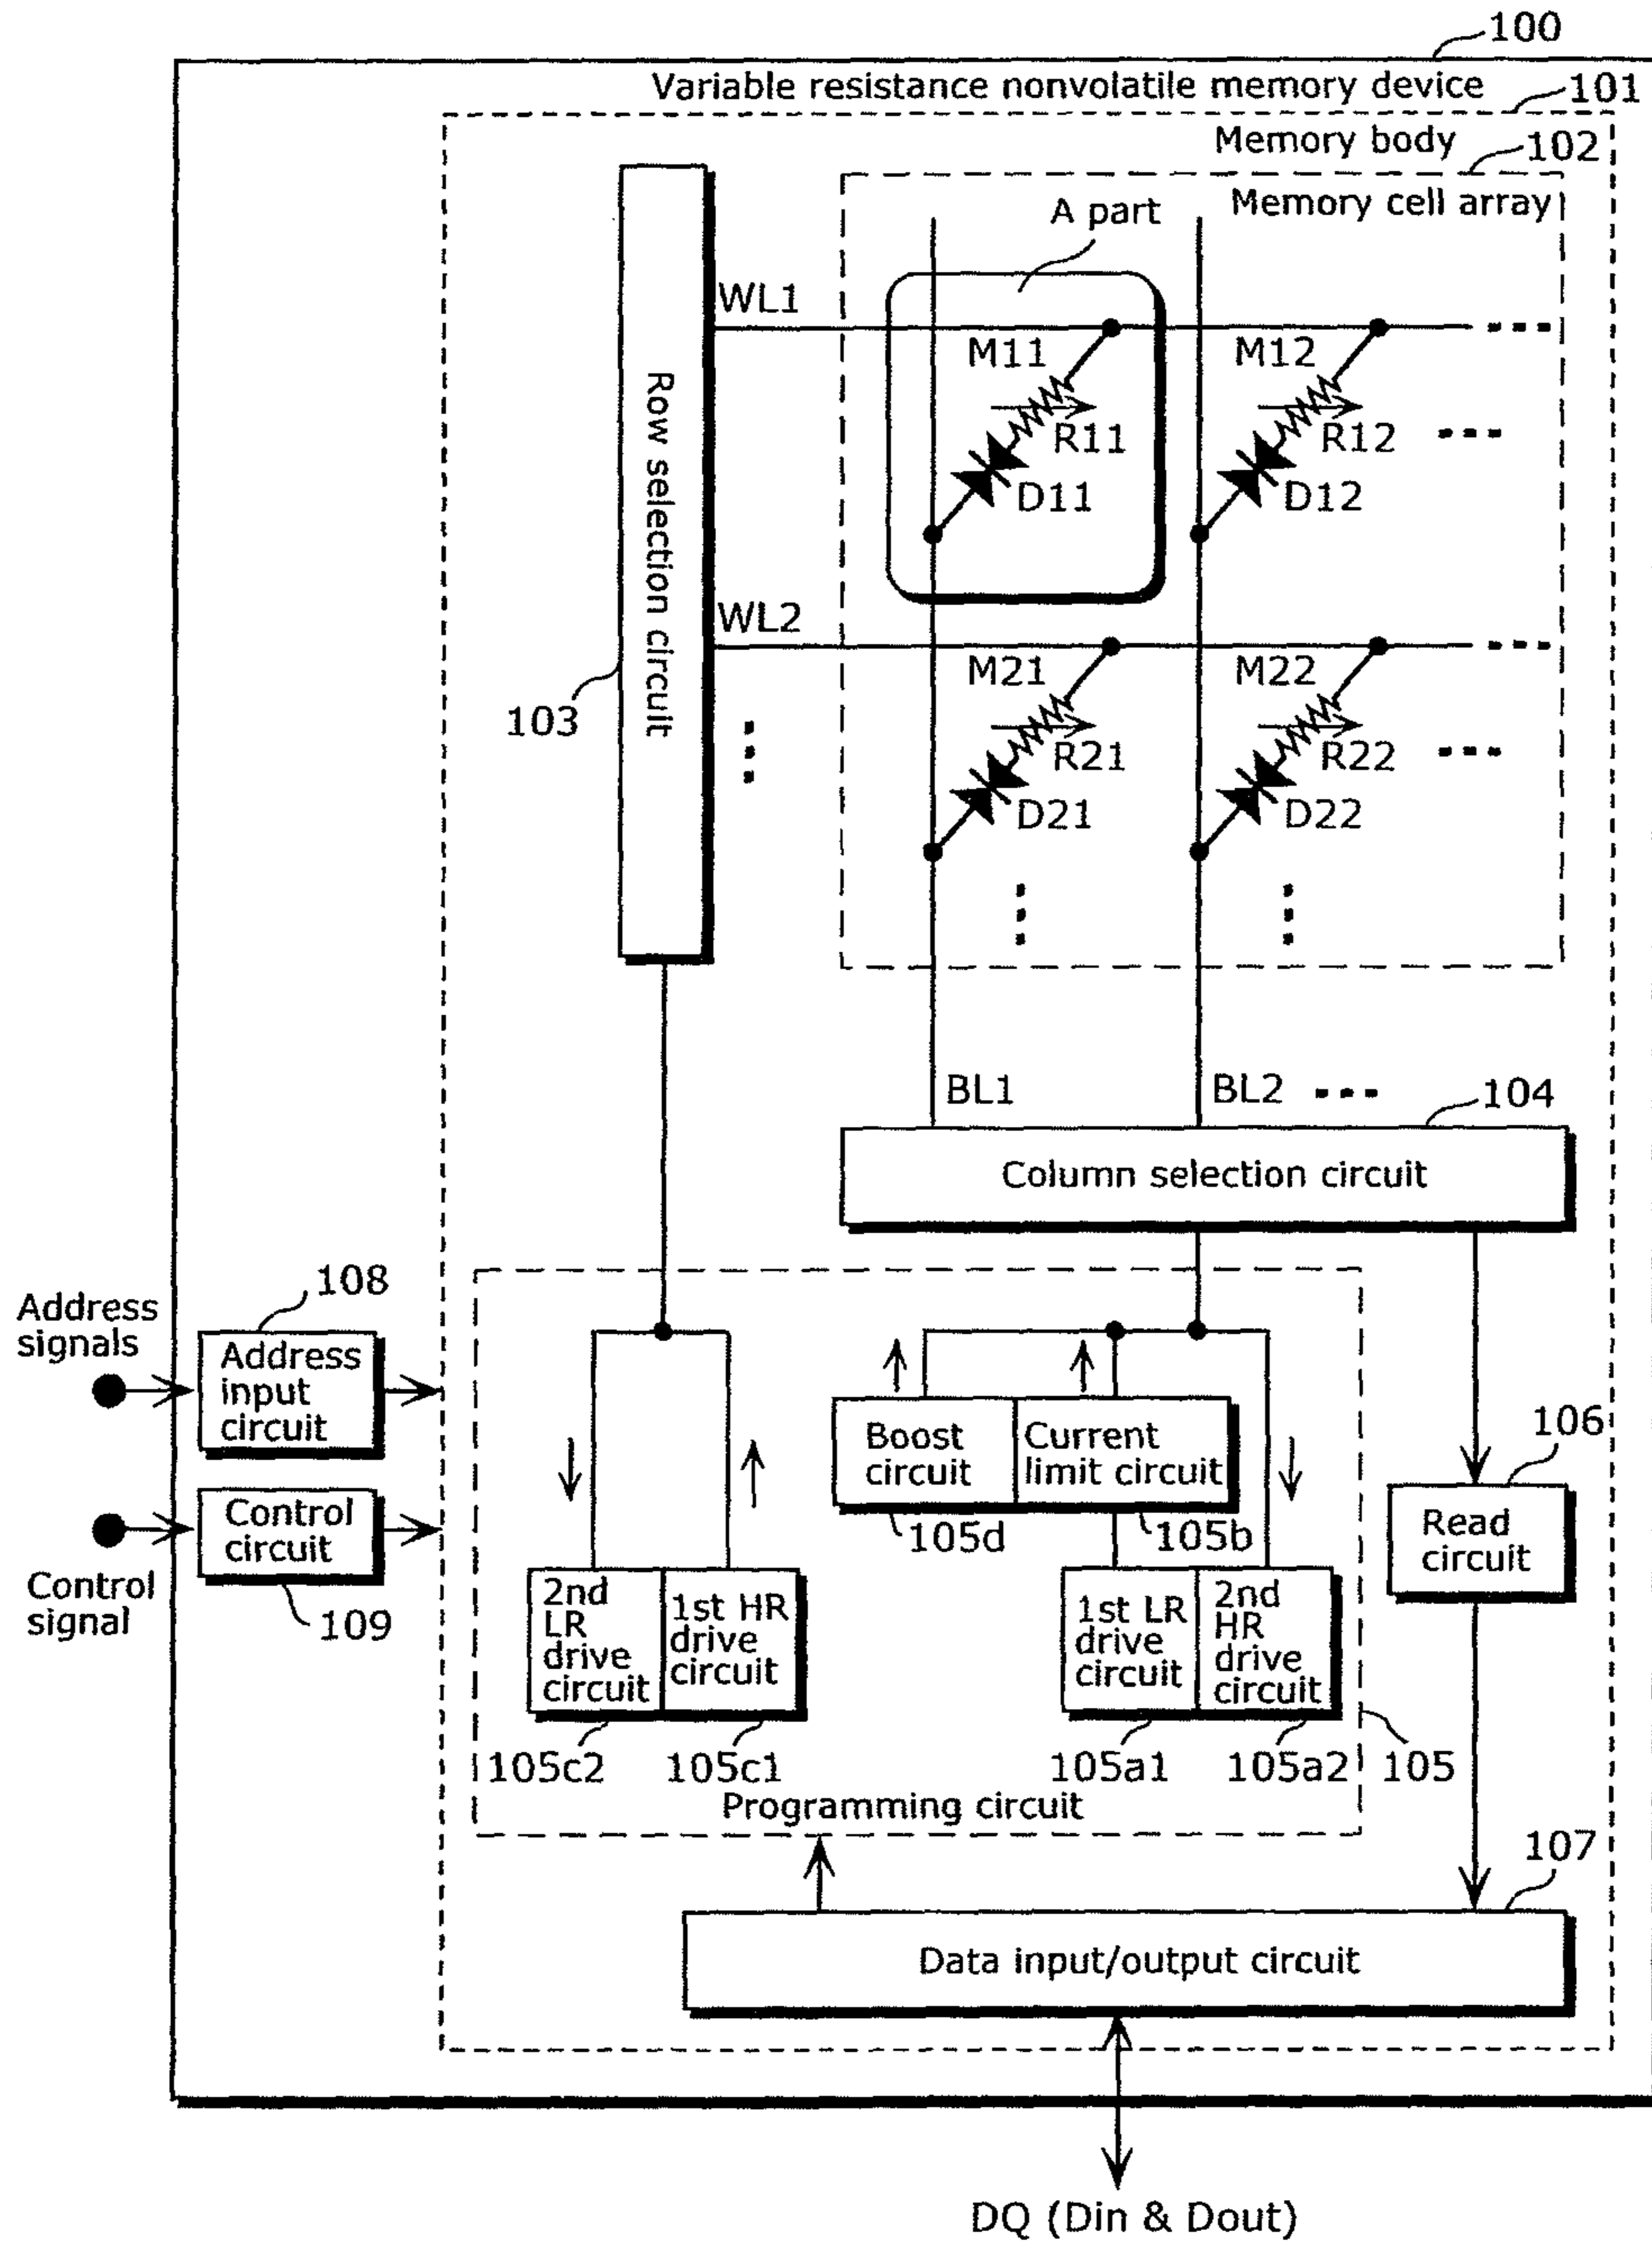 100
Variable resistance nonvolatile memory device
101
Memory body
102
Memory cell array
A part
WL1
M11
M12
R11
R12
D11
D12
Row selection circuit
103
WL2
M21
M22
R21
R22
D21
D22
BL1
BL2
104
Column selection circuit
Address
signals
108
Address
input
circuit
Control
signal
Control
circuit
109
Boost
circuit
105d
Current
limit circuit
105b
106
Read
circuit
2nd
LR
drive
circuit
105c2
1st HR
drive
circuit
105c1
1st LR
drive
circuit
105a1
2nd
HR
drive
circuit
105a2
105
Programming circuit
107
Data input/output circuit
DQ (Din & Dout)